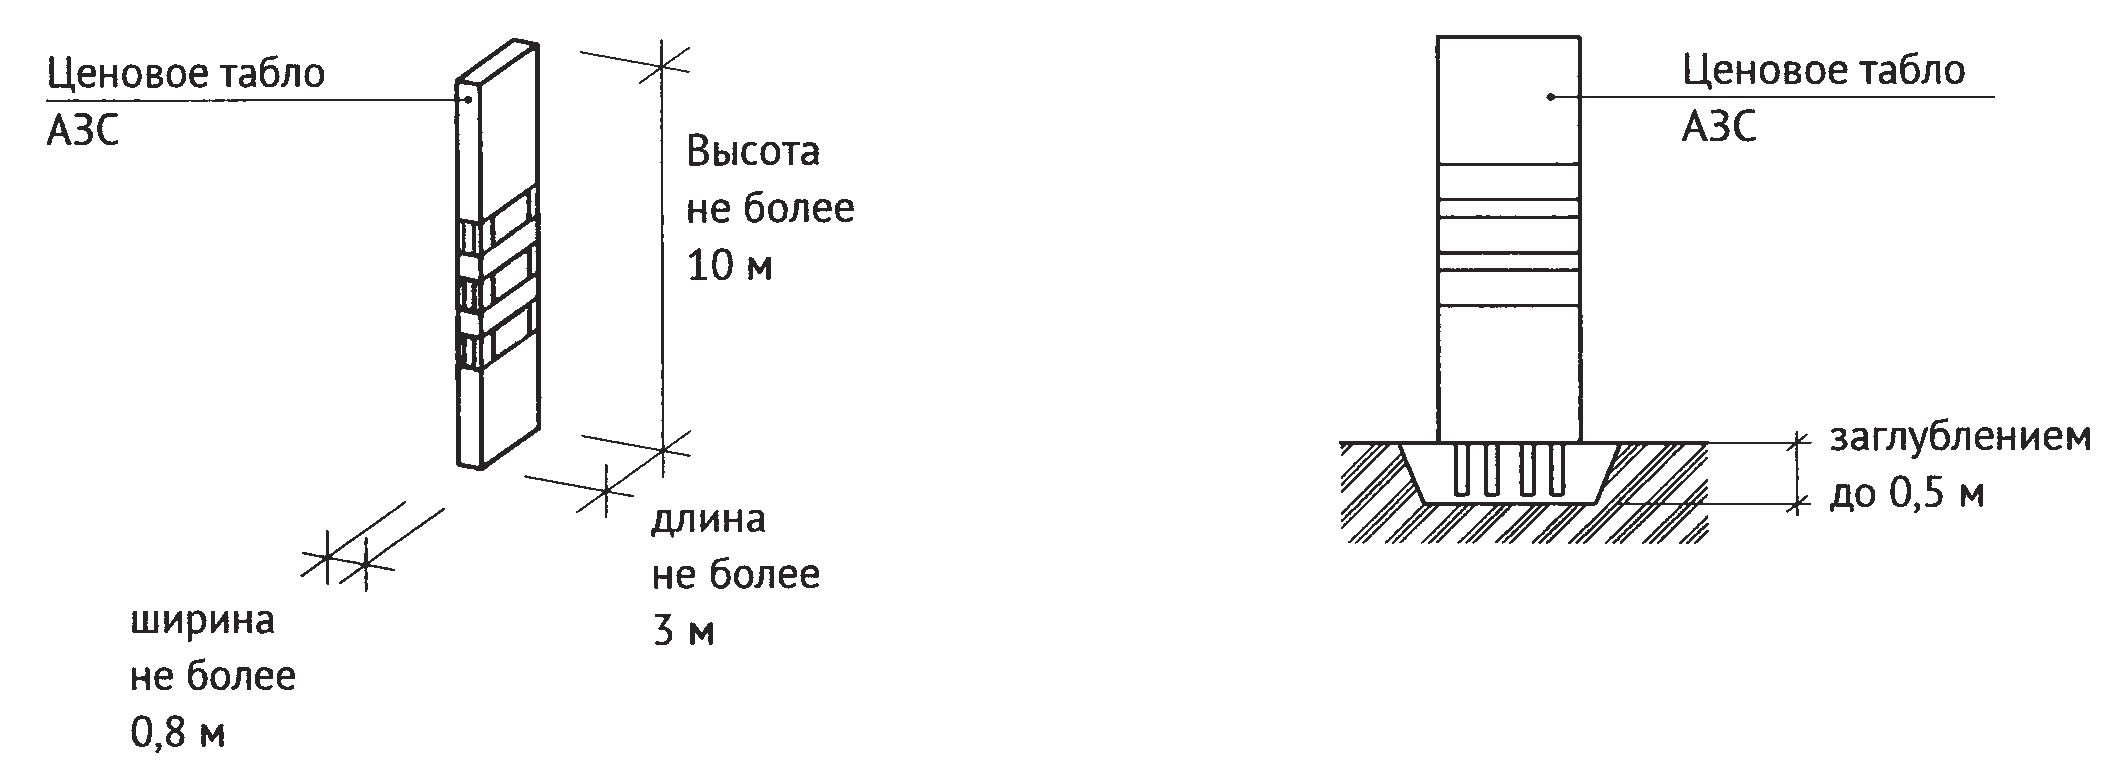 Ценовое табло
АЗС
Высота
не более
10 м
длина
не более
3 м
ширина
не более
0,8 м
Ценовое табло
АЗС
заглублением
до 0,5 м